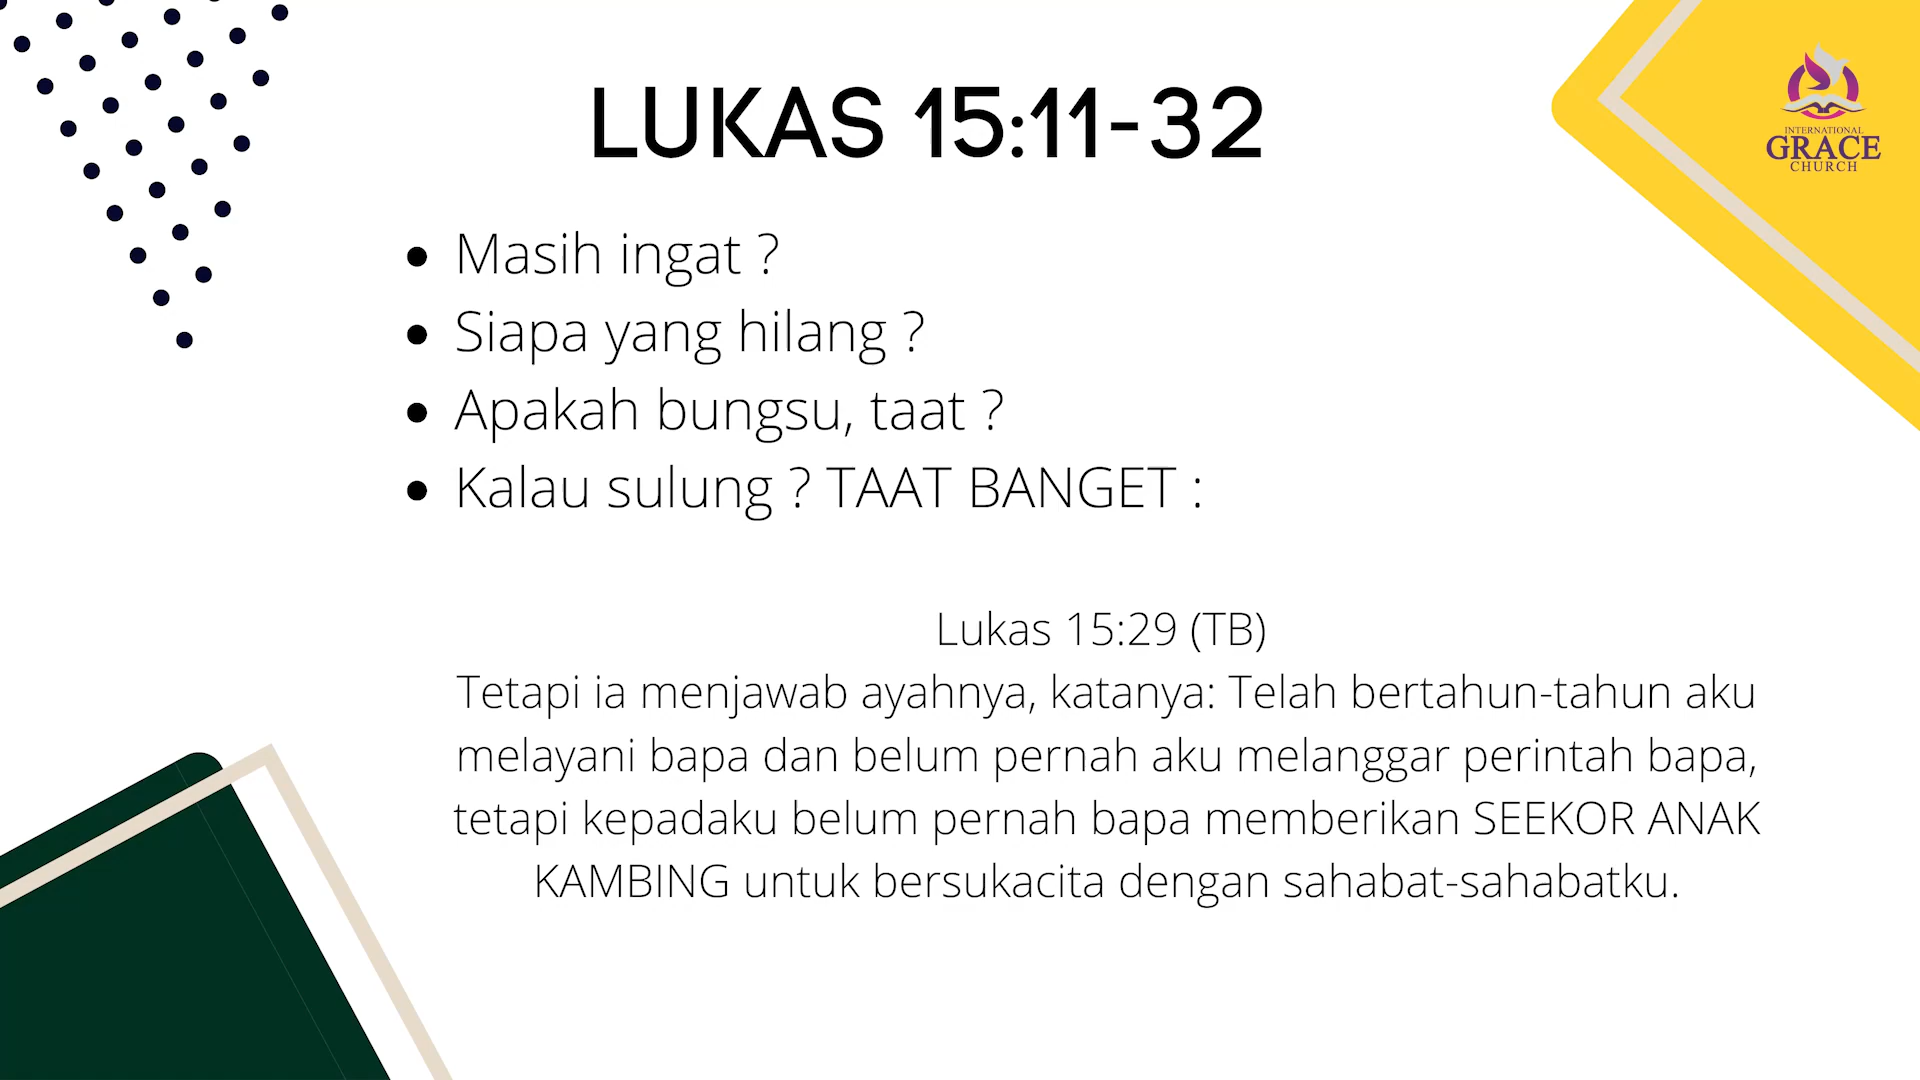 LUKAS 15:11-32
INTERNATIONAL
GRACE
CHURCH
Masih ingat ?
Siapa yang hilang ?
Apakah bungsu, taat ?
Kalau sulung ? TAAT BANGET :
Lukas 15:29 (TB)
Tetapi ia menjawab ayahnya, katanya: Telah bertahun-tahun aku
melayani bapa dan belum pernah aku melanggar perintah bapa,
tetapi kepadaku belum pernah bapa memberikan SEEKOR ANAK
KAMBING untuk bersukacita dengan sahabat-sahabatku.